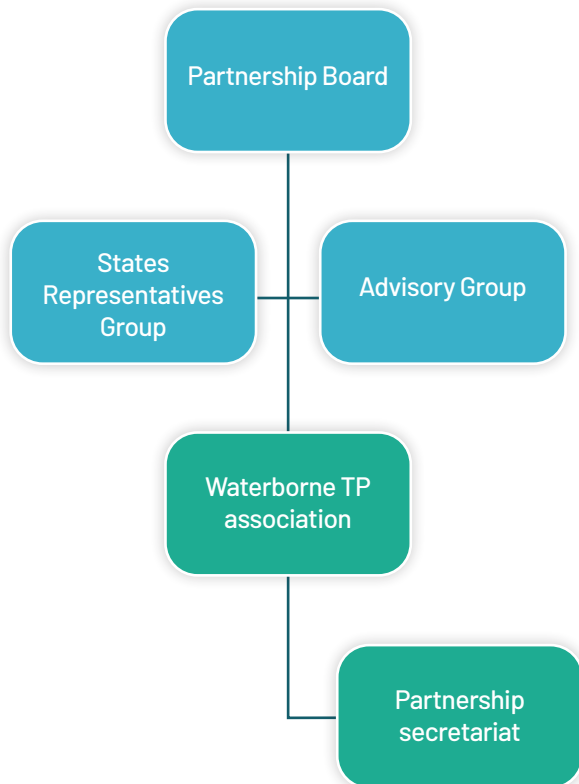 Partnership Board
States
Representatives
Group
Advisory Group
Waterborne TP
association
Partnership
secretariat